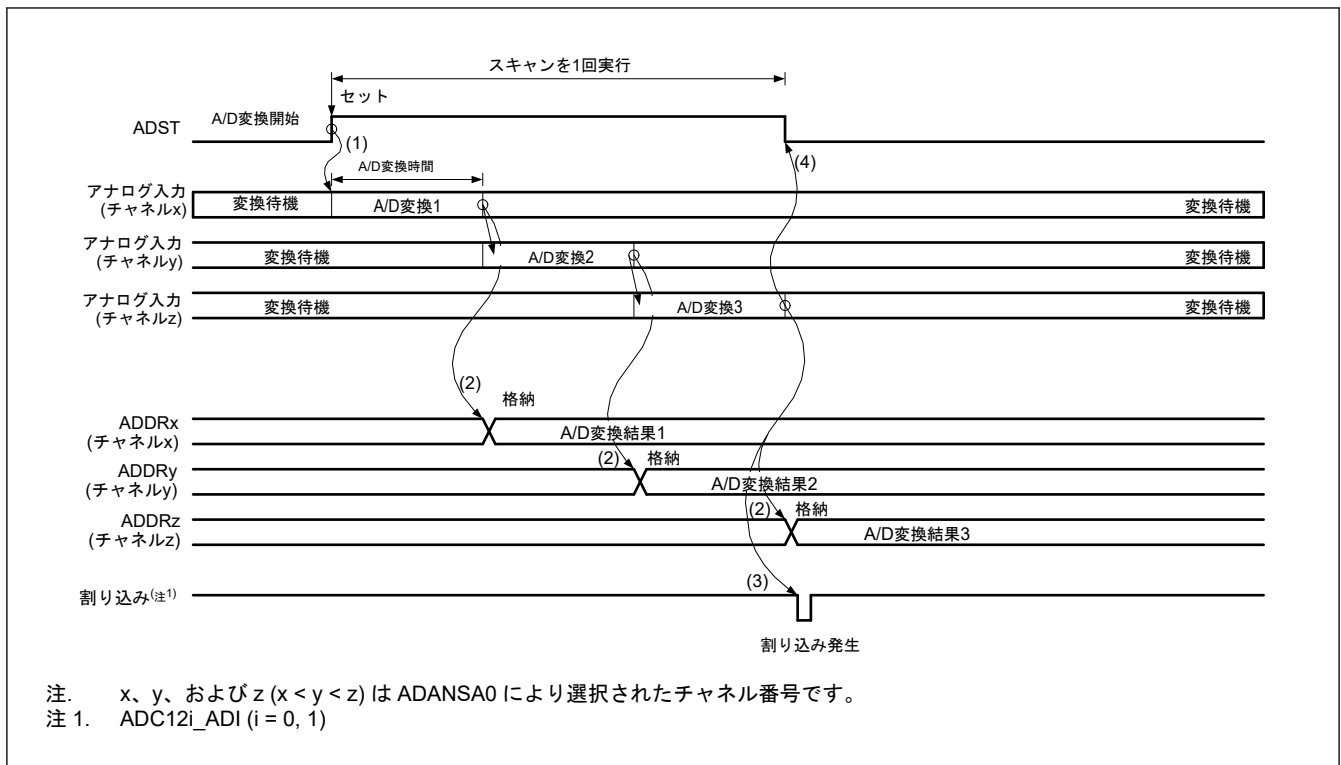 スキャンを1回実行
セット
ADST
A/D変換開始
(1)
(4)
A/D変換時間
アナログ入力
(チャネルx)
変換待機
A/D変換1
変換待機
アナログ入力
(チャネルy)
変換待機
A/D変換2
変換待機
アナログ入力
(チャネルz)
変換待機
A/D変換3
変換待機
(2)
格納
ADDRx
(チャネルx)
A/D変換結果1
(2)
格納
ADDRy
(チャネルy)
A/D変換結果2
(2)
格納
ADDRz
(チャネルz)
A/D変換結果3
(3)
割り込み(注1)
割り込み発生
注. x、y、および z (x < y < z) は ADANSA0 により選択されたチャネル番号です。
注 1. ADC12i_ADI (i = 0, 1)